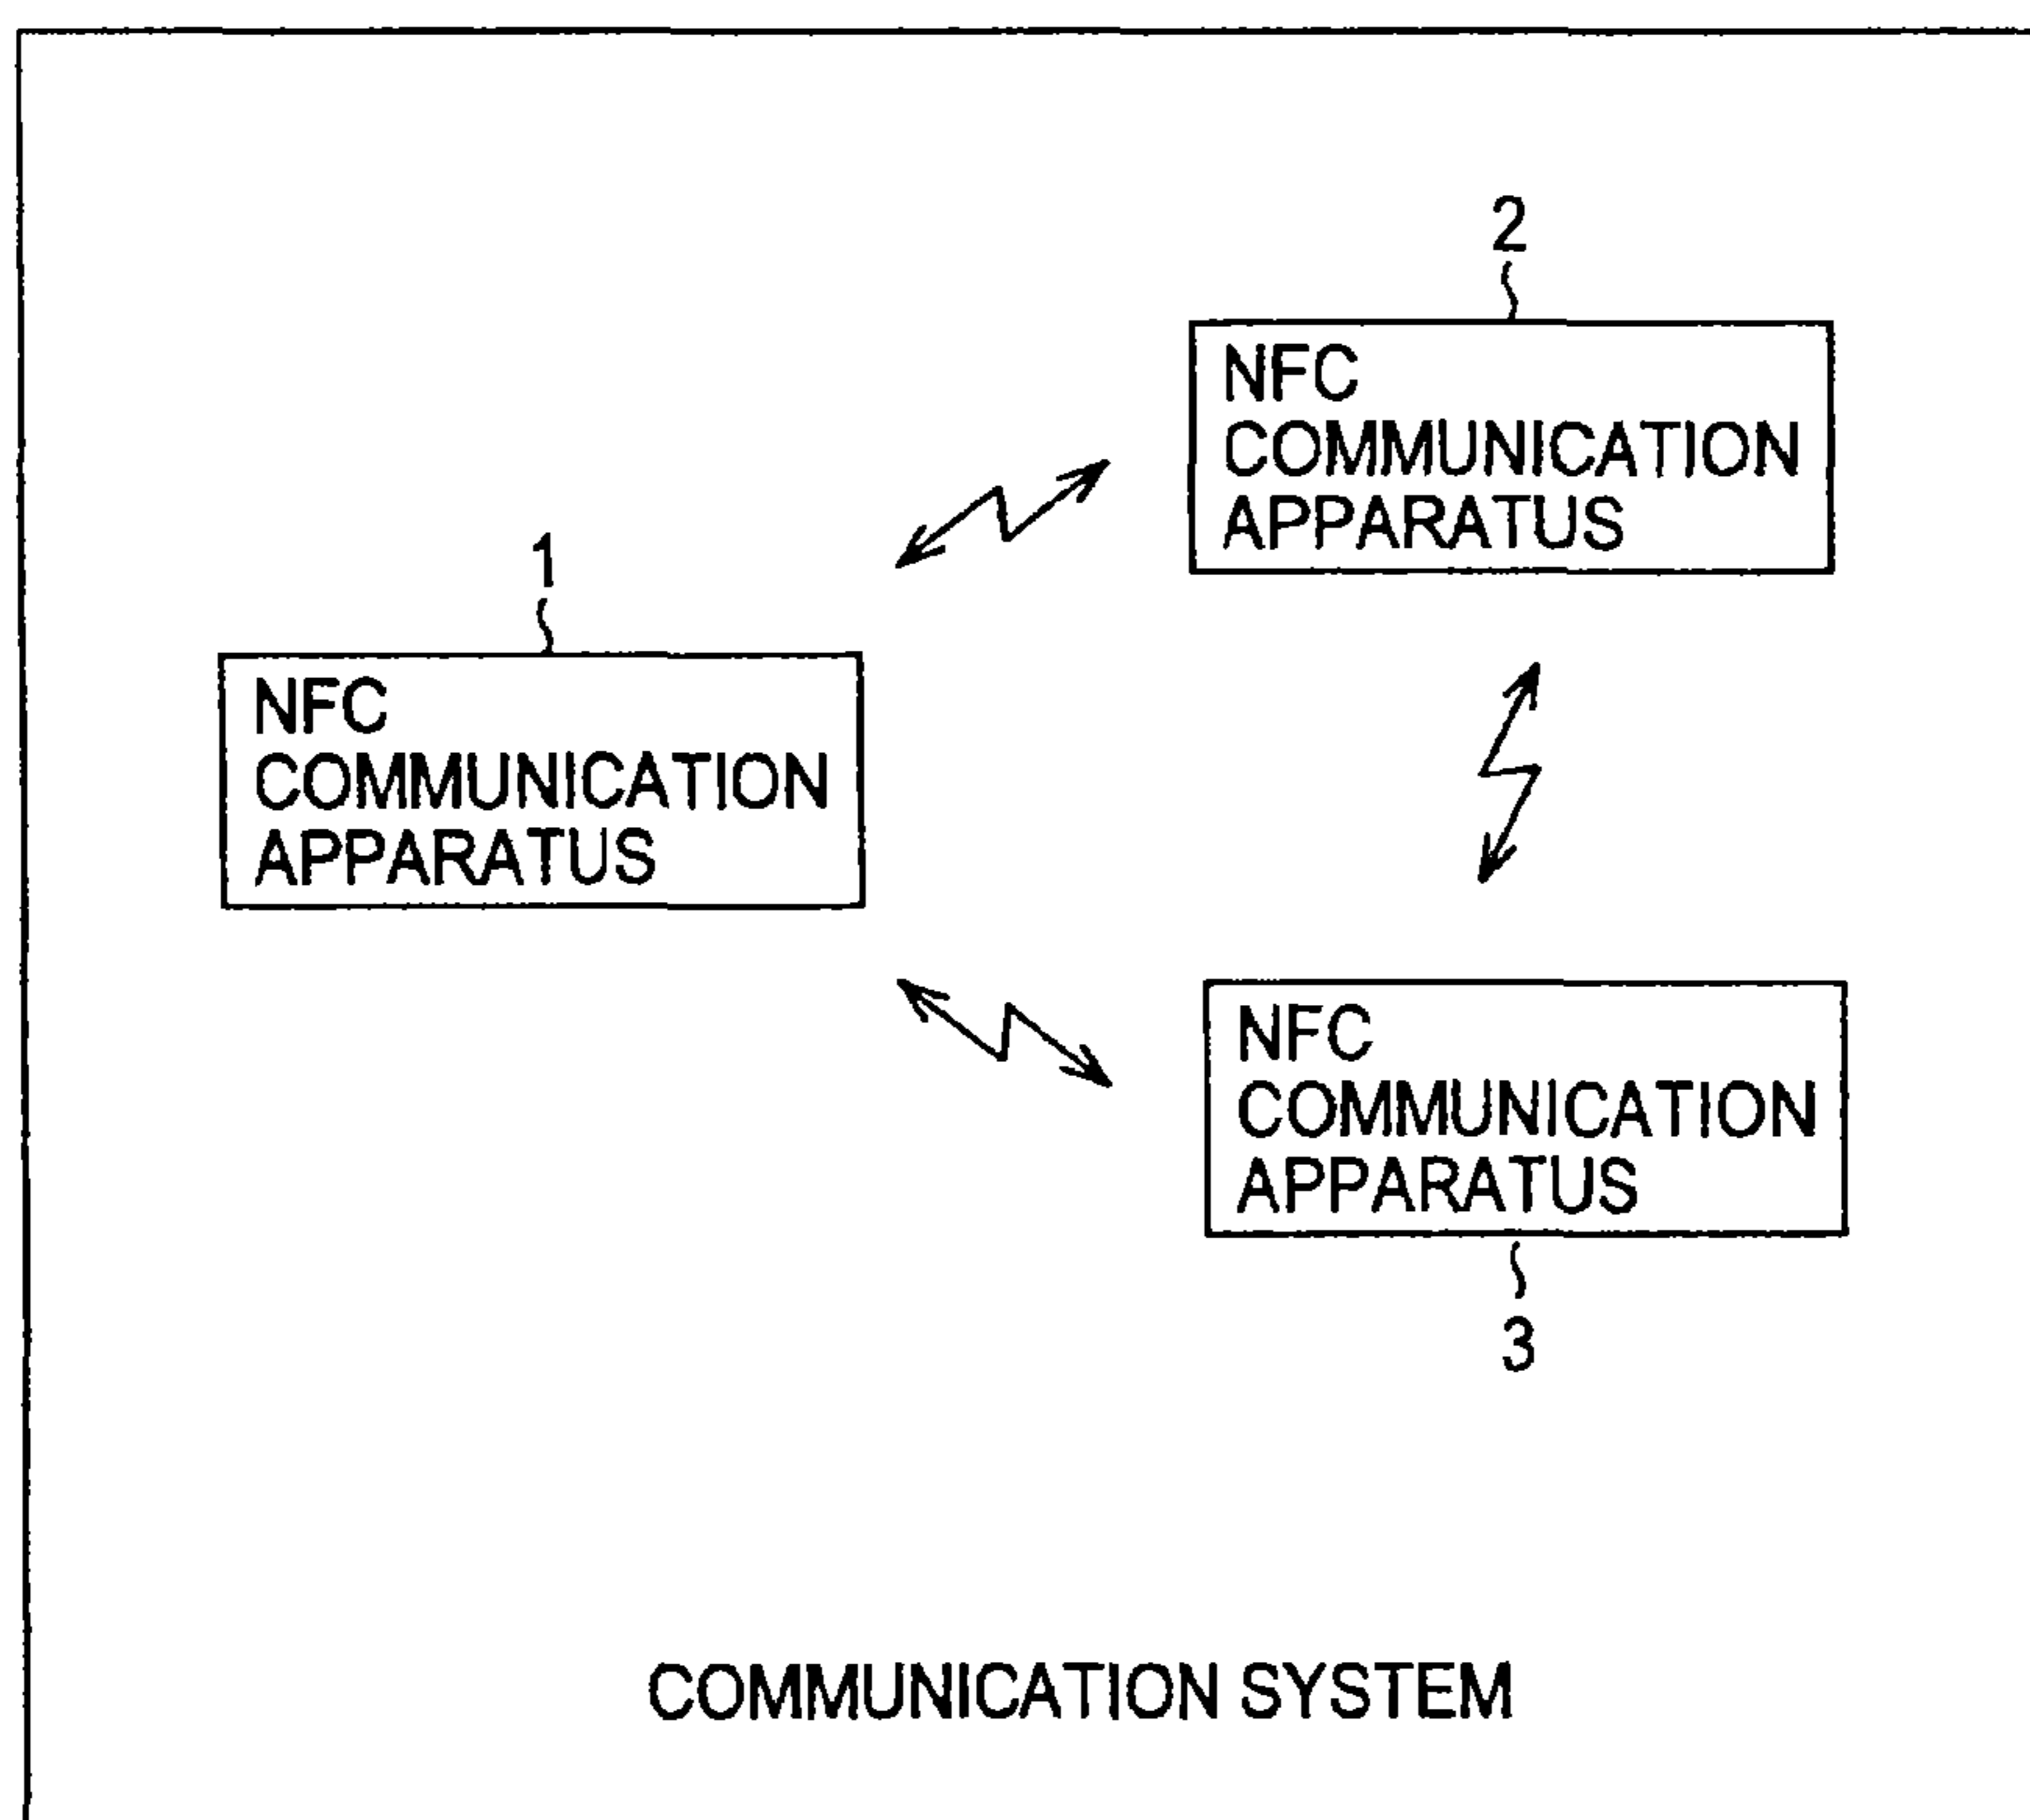 2
NFC
COMMUNICATION
APPARATUS
1
NFC
COMMUNICATION
APPARATUS
NFC
COMMUNICATION
APPARATUS
3
COMMUNICATION SYSTEM